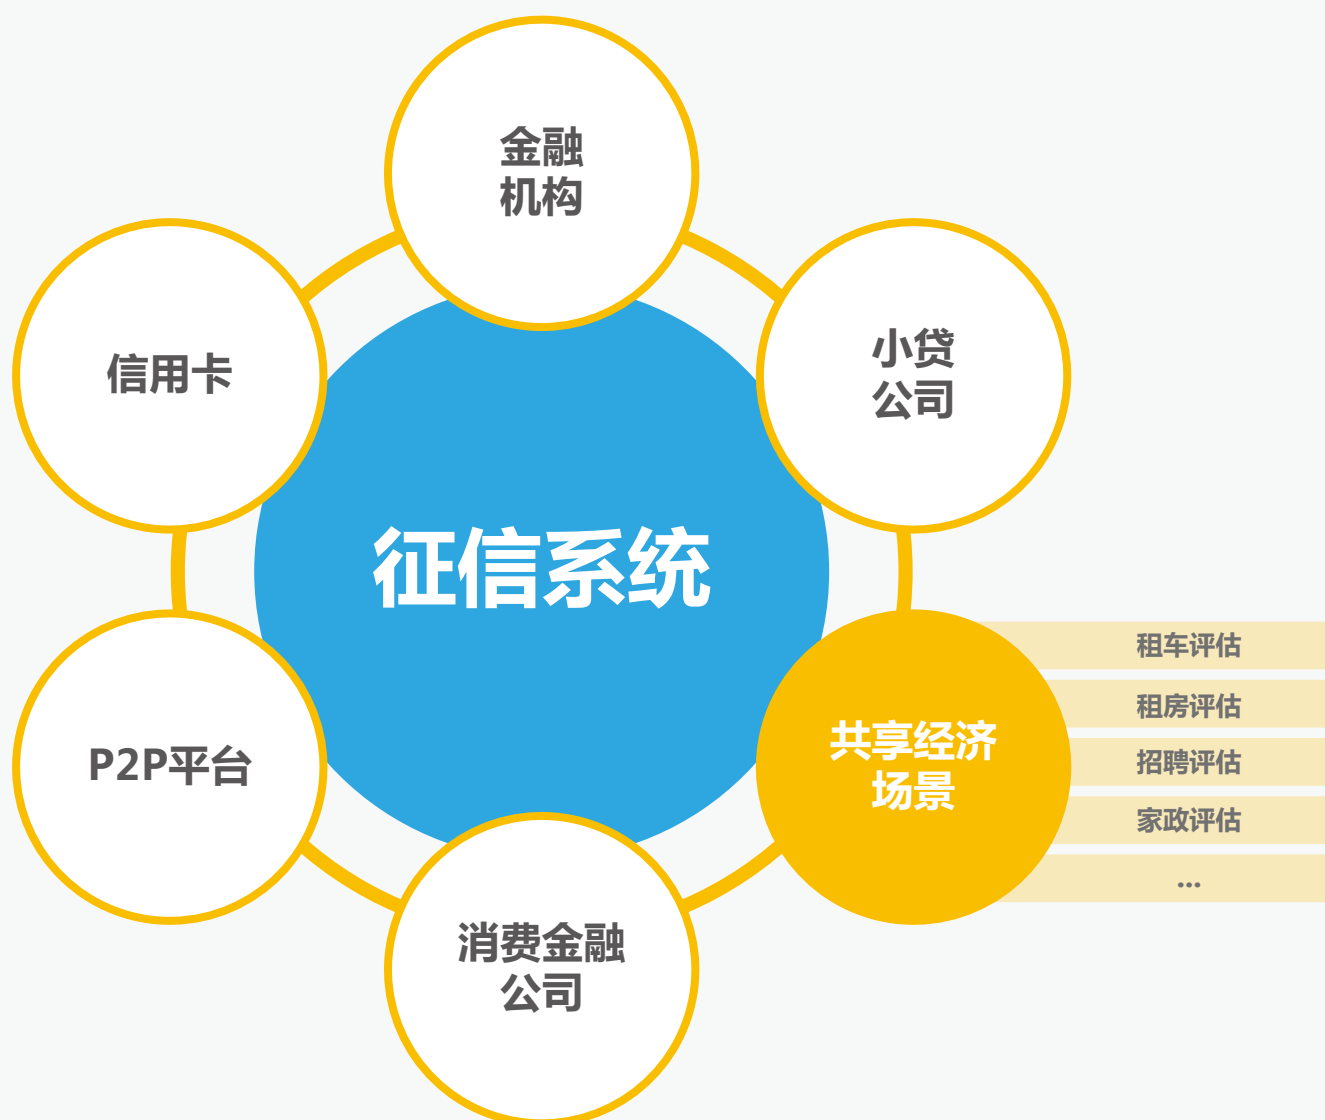 金融
机构
小贷
公司
信用卡
征信系统
租车评估
租房评估
招聘评估
家政评估
...
共享经济
场景
P2P平台
消费金融
公司